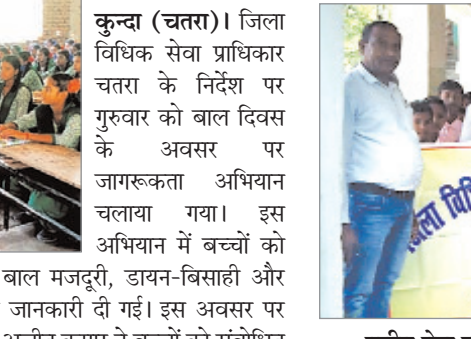 कुन्दा (चतरा)। जिला
विधिक सेवा प्राधिकार
चतरा के निर्देश पर
गुरुवार को बाल दिवस
के अवसर पर
जागरूकता अभियान
चलाया गया। इस
अभियान में बच्चों को
बाल मजदूरी, डायन-बिसाही और
जानकारी दी गई। इस अवसर पर
ने बच्चों को संबोधित